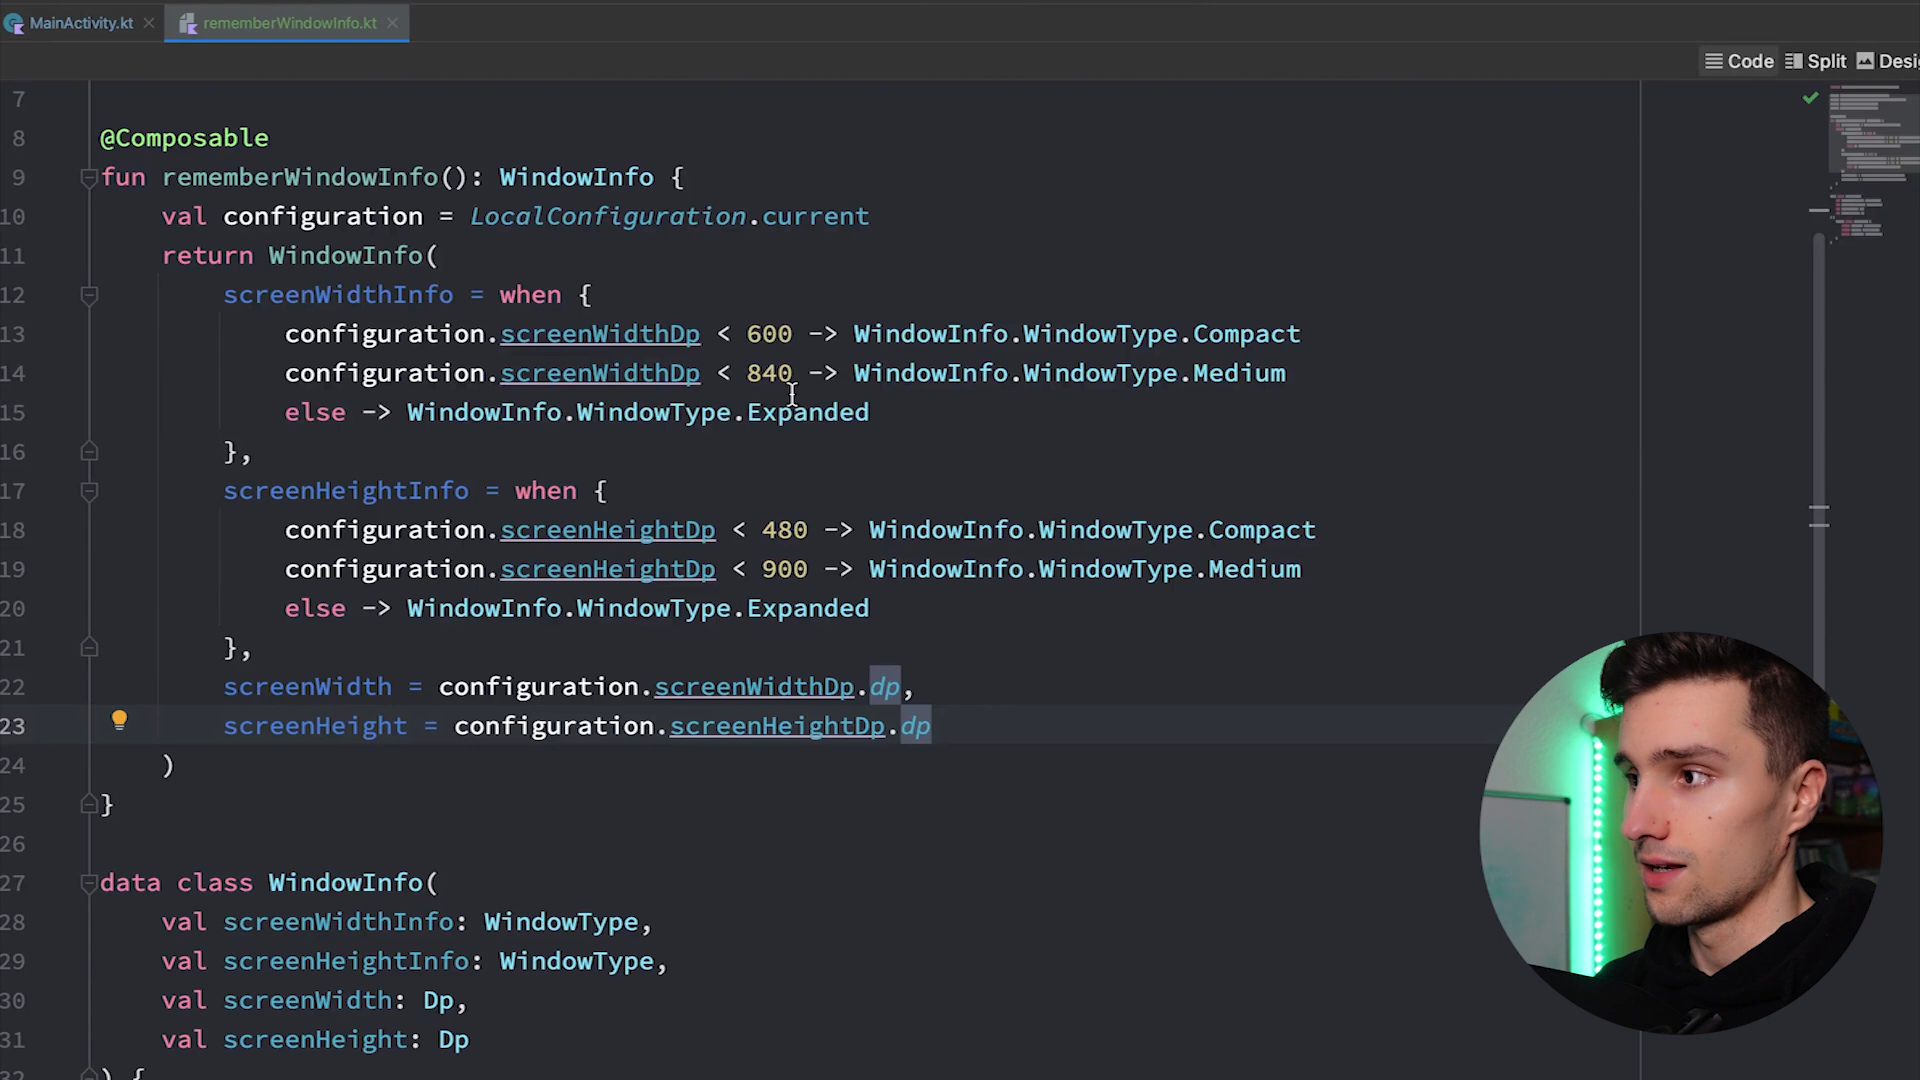 MainActivity.kt
rememberWindowInfo.kt
Code
Split
Desi
7
8 @Composable
9 fun rememberWindowInfo(): WindowInfo {
10 val configuration = LocalConfiguration.current
11 return WindowInfo(
12 screenWidthInfo = when {
13 configuration.screenWidthDp < 600 -> WindowInfo.WindowType.Compact
14 configuration.screenWidthDp < 840 -> WindowInfo.WindowType.Medium
15 else -> WindowInfo.WindowType.Expanded
16 },
17 screenHeightInfo = when {
18 configuration.screenHeightDp < 480 -> WindowInfo.WindowType.Compact
19 configuration.screenHeightDp < 900 -> WindowInfo.WindowType.Medium
20 else -> WindowInfo.WindowType.Expanded
21 },
22 screenWidth = configuration.screenWidthDp.dp,
23 screenHeight = configuration.screenHeightDp.dp
24 )
25 }
26
27 data class WindowInfo(
28 val screenWidthInfo: WindowType,
29 val screenHeightInfo: WindowType,
30 val screenWidth: Dp,
31 val screenHeight: Dp
32 ) {